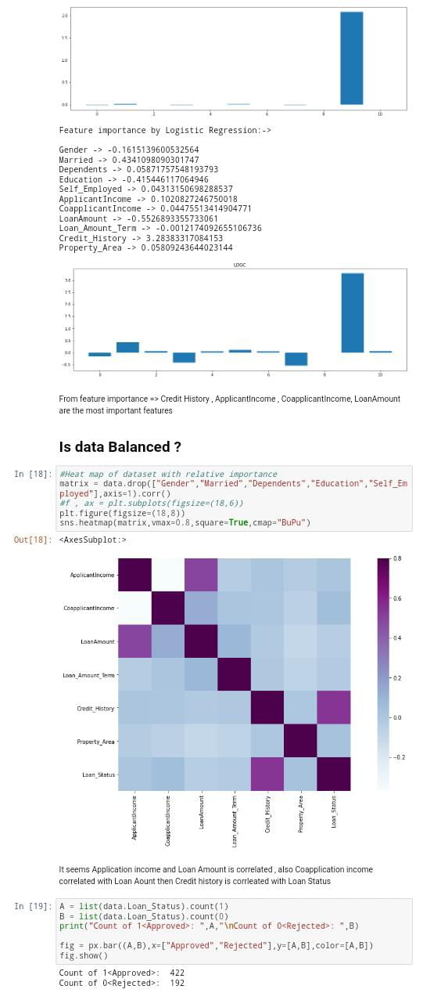 2.0
1.5
1.0
0.5
0.0
0 2 4 6 8 10
Feature importance by Logistic Regression:->
Gender -> -0.1615139600532564
Married -> 0.4341098090301747
Dependents -> 0.05871757548193793
Education -> -0.415446117064946
Self_Employed -> 0.04313150698288537
ApplicantIncome -> 0.1020827246750018
CoapplicantIncome -> 0.04475513414904771
LoanAmount -> -0.5526893355733061
Loan_Amount_Term -> -0.0012174092655106736
Credit_History -> 3.28383317084153
Property_Area -> 0.05809243644023144
LOGC
3.0
2.5
2.0
1.5
1.0
0.5
0.0
−0.5
0 2 4 6 8 10
From feature importance => Credit History , ApplicantIncome , CoapplicantIncome, LoanAmount
are the most important features
Is data Balanced ?
In [18]: #Heat map of dataset with relative importance
matrix = data.drop(["Gender","Married","Dependents","Education","Self_Em
ployed"],axis=1).corr()
#f , ax = plt.subplots(figsize=(18,6))
plt.figure(figsize=(18,8))
sns.heatmap(matrix,vmax=0.8,square=True,cmap="BuPu")
Out[18]: <AxesSubplot:>
ApplicantIncome
CoapplicantIncome
LoanAmount
Loan_Amount_Term
Credit_History
Property_Area
Loan_Status
0.8
0.6
0.4
0.2
0.0
−0.2
ApplicantIncome
CoapplicantIncome
LoanAmount
Loan_Amount_Term
Credit_History
Property_Area
Loan_Status
It seems Application income and Loan Amount is correlated , also Coapplication income
correlated with Loan Aount then Credit history is corrleated with Loan Status
In [19]: A = list(data.Loan_Status).count(1)
B = list(data.Loan_Status).count(0)
print("Count of 1<Approved>: ",A,"\nCount of 0<Rejected>: ",B)
fig = px.bar((A,B),x=["Approved","Rejected"],y=[A,B],color=[A,B])
fig.show()
Count of 1<Approved>:  422
Count of 0<Rejected>:  192